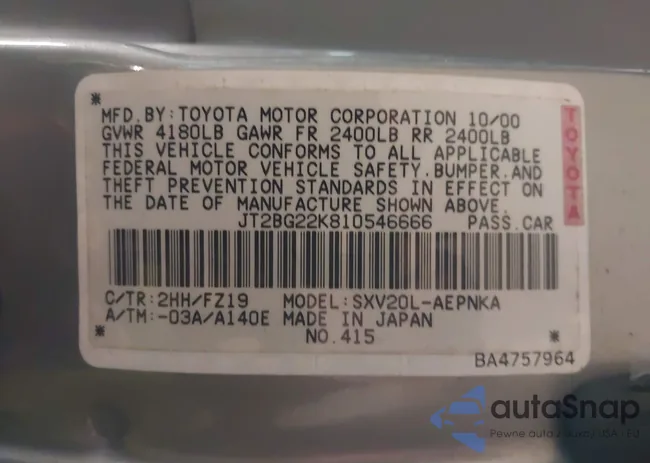 *
MFD.BY:TOYOTA MOTOR CORPORATION 10/00
GVWR 4180LB GAWR FR 2400LB RR 2400LB
THIS VEHICLE CONFORMS TO ALL APPLICABLE
FEDERAL MOTOR VEHICLE SAFETY,BUMPER,AND
THEFT PREVENTION STANDARDS IN EFFECT ON
THE DATE OF MANUFACTURE SHOWN ABOVE.
JT2BG22K810546666 PASS.CAR
TOYOTA
C/TR:2HH/FZ19 MODEL:SXV20L-AEPNKA
A/TM:-03A/A140E MADE IN JAPAN
* NO.415 *
BA4757964
autaSnap
Pewne auta z